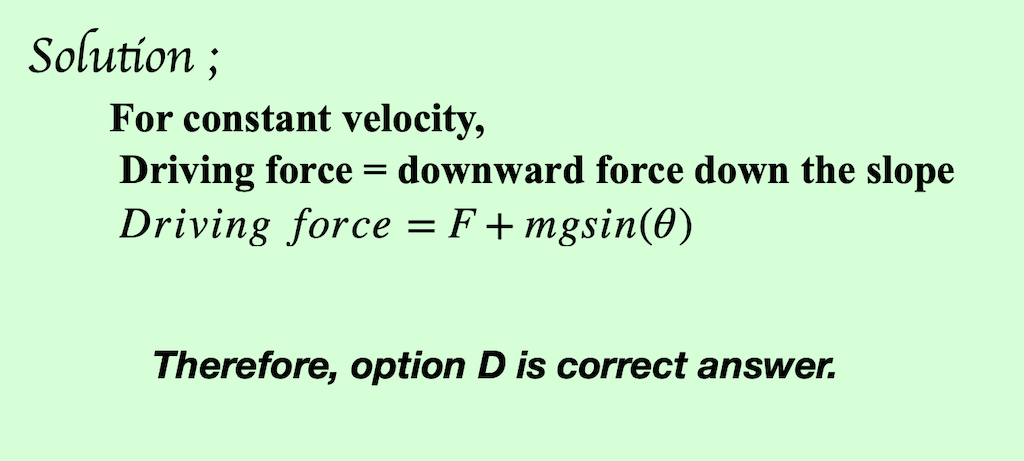 Solution ;
For constant velocity,
Driving force = downward force down the slope
Driving force = F + mgsin(θ)
Therefore, option D is correct answer.